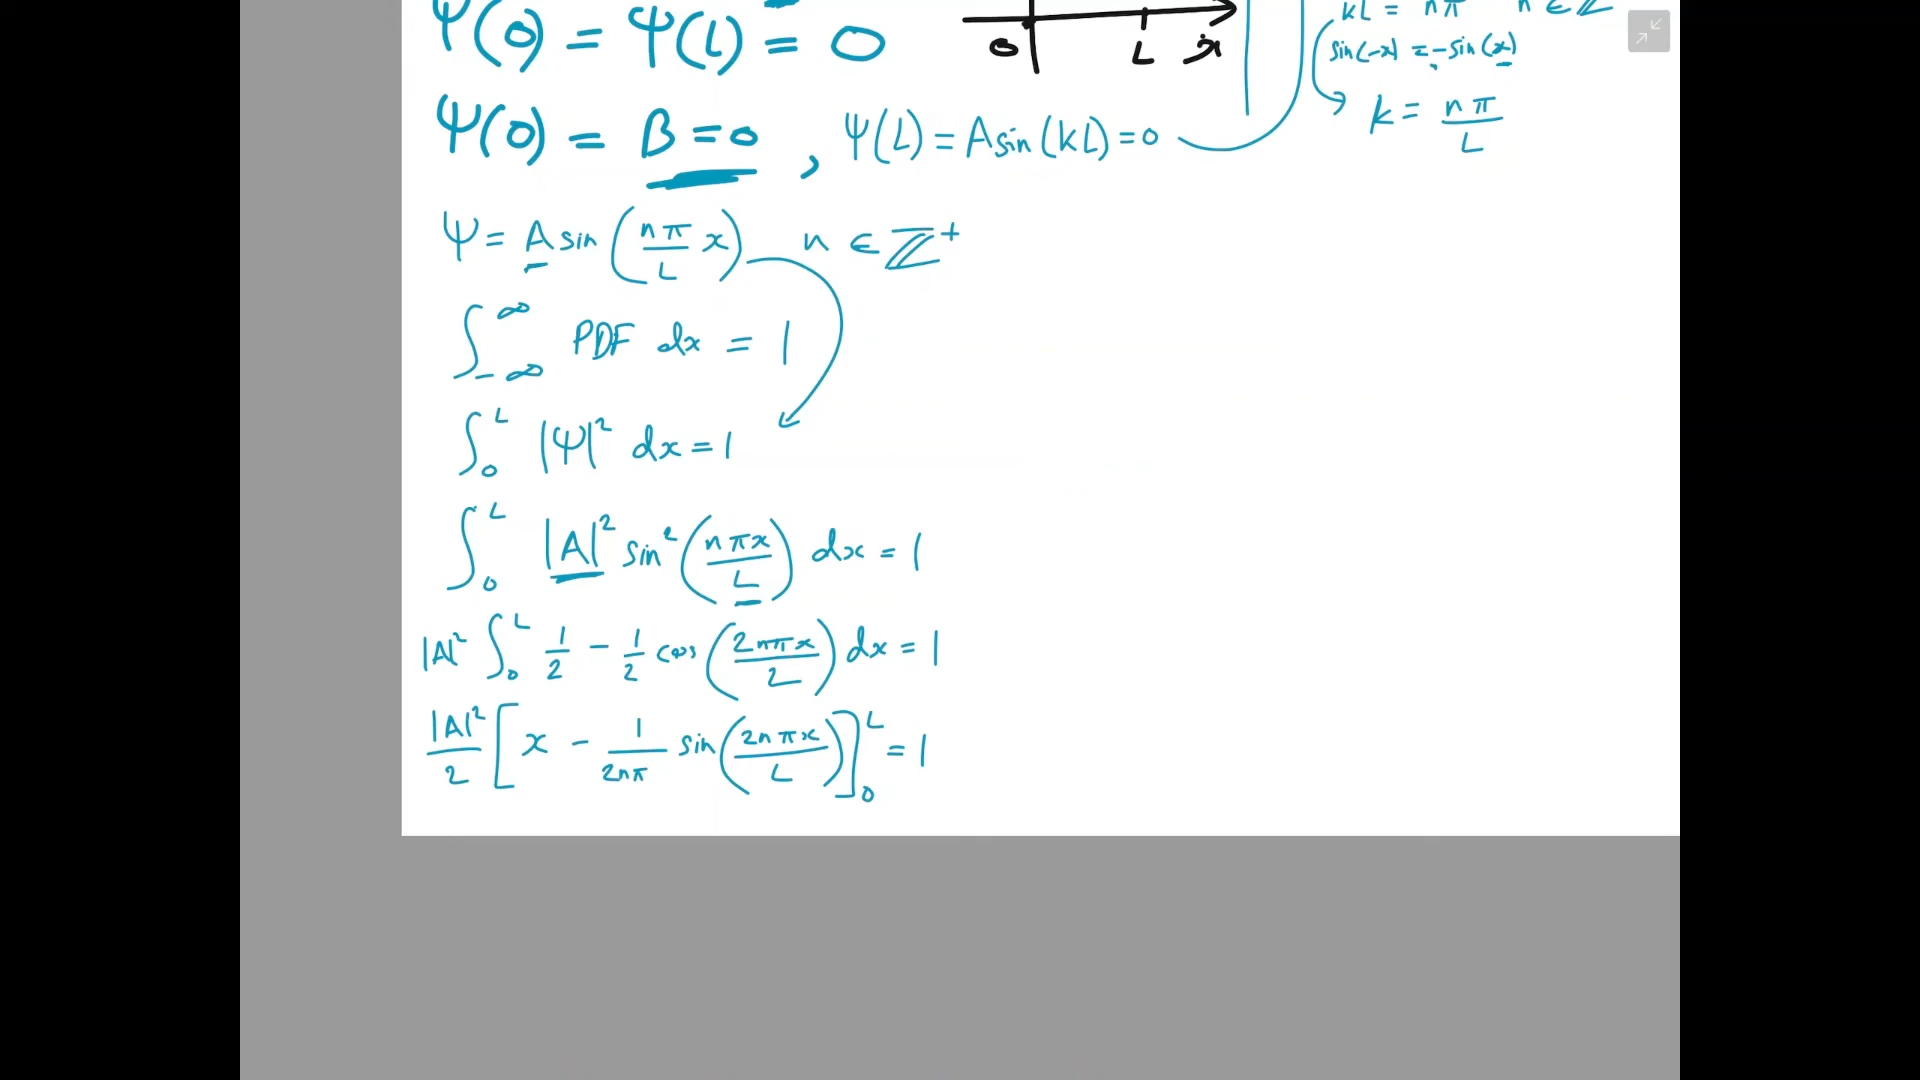 Ψ(0) = Ψ(L) = 0
0 L x
kL = nπ n ∈ ℤ
sin(-x) = -sin(x)
k = nπ/L
Ψ(0) = B = 0 , Ψ(L) = A sin(kL) = 0
Ψ = A sin(nπ/L x) n ∈ ℤ⁺
∫_{-∞}^{∞} PDF dx = 1
∫_0^L |Ψ|² dx = 1
∫_0^L |A|² sin²(nπx/L) dx = 1
|A|² ∫_0^L 1/2 - 1/2 cos(2nπx/L) dx = 1
|A|²/2 [x - 1/2nπ sin(2nπx/L)]_0^L = 1